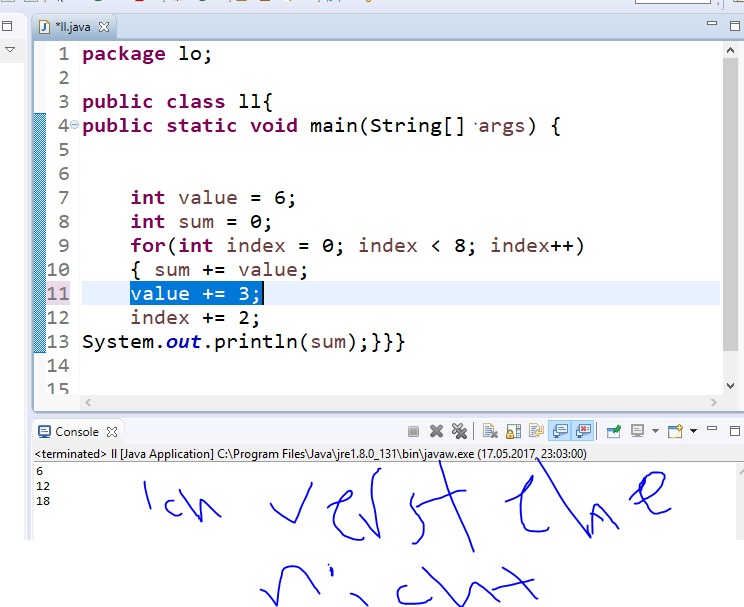 *ll.java
1 package lo;
2
3 public class ll{
4 public static void main(String[] args) {
5
6
7 int value = 6;
8 int sum = 0;
9 for(int index = 0; index < 8; index++)
10 { sum += value;
11 value += 3;
12 index += 2;
13 System.out.println(sum);}}}
14
15
Console
<terminated> ll [Java Application] C:\Program Files\Java\jre1.8.0_131\bin\javaw.exe (17.05.2017, 23:03:00)
6
12
18
ich verstehe
nicht